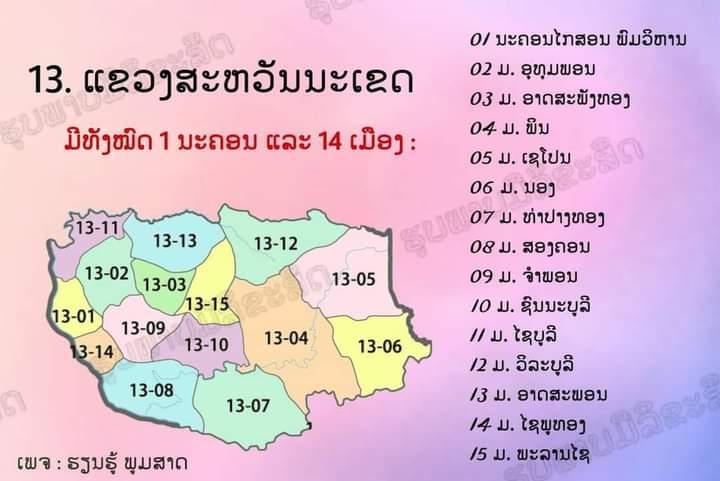 13. ແຂວງສະຫວັນນະເຂດ
ມີທັງໝົດ 1 ນະຄອນ ແລະ 14 ເມືອງ :
01 ນະຄອນໄກສອນ ພົມວິຫານ
02 ມ. ອຸທຸມພອນ
03 ມ. ອາດສະພັງທອງ
04 ມ. ພິນ
05 ມ. ເຊໂປນ
06 ມ. ນອງ
07 ມ. ທ່າປາງທອງ
08 ມ. ສອງຄອນ
09 ມ. ຈຳພອນ
10 ມ. ຊົນນະບຸລີ
11 ມ. ໄຊບຸລີ
12 ມ. ວິລະບຸລີ
13 ມ. ອາດສະພອນ
14 ມ. ໄຊພູທອງ
15 ມ. ພະລານໄຊ
13-11
13-13
13-12
13-02
13-03
13-05
13-15
13-01
13-09
13-04
13-14
13-10
13-06
13-08
13-07
ເພຈ : ຮຽນຮູ້ ພູມສາດ